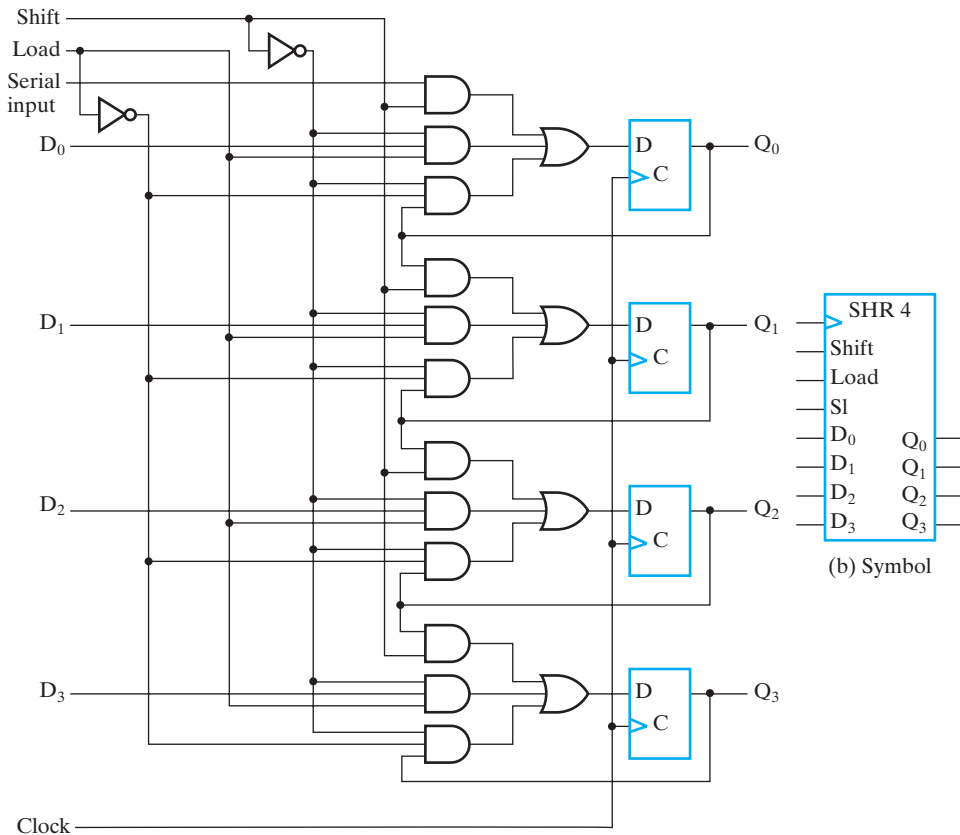 Shift
Load
Serial
input
D₀
D
C
Q₀
D₁
D
C
Q₁
D₂
D
C
Q₂
D₃
D
C
Q₃
Clock
SHR 4
Shift
Load
Sl
D₀
D₁
D₂
D₃
Q₀
Q₁
Q₂
Q₃
(b) Symbol